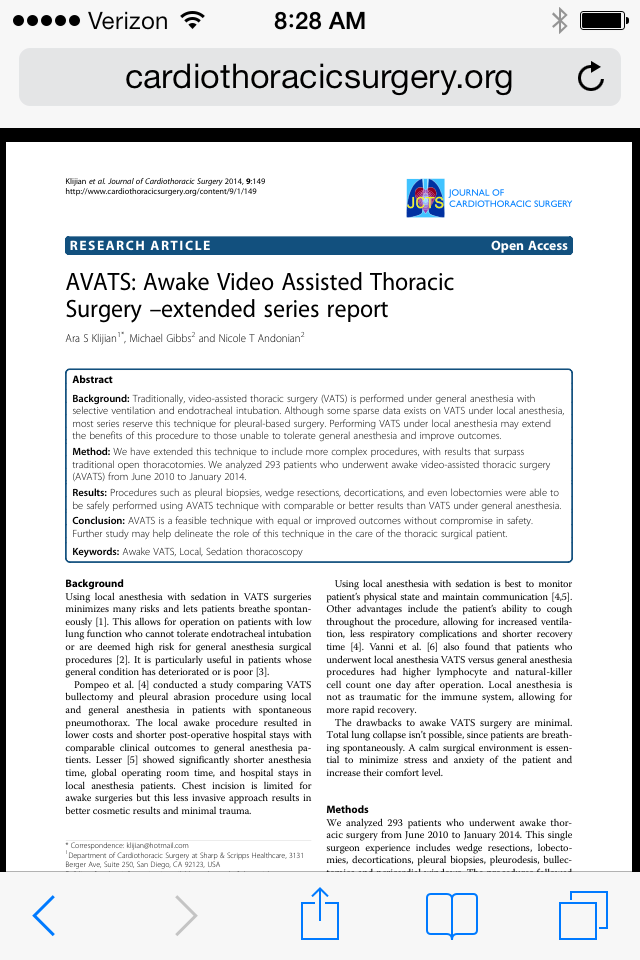 Verizon 8:28 AM
cardiothoracicsurgery.org
Klijian et al. Journal of Cardiothoracic Surgery 2014, 9:149
http://www.cardiothoracicsurgery.org/content/9/1/149
JCTS
JOURNAL OF
CARDIOTHORACIC SURGERY
RESEARCH ARTICLE Open Access
AVATS: Awake Video Assisted Thoracic
Surgery –extended series report
Ara S Klijian1*, Michael Gibbs2 and Nicole T Andonian2
Abstract
Background: Traditionally, video-assisted thoracic surgery (VATS) is performed under general anesthesia with
selective ventilation and endotracheal intubation. Although some sparse data exists on VATS under local anesthesia,
most series reserve this technique for pleural-based surgery. Performing VATS under local anesthesia may extend
the benefits of this procedure to those unable to tolerate general anesthesia and improve outcomes.
Method: We have extended this technique to include more complex procedures, with results that surpass
traditional open thoracotomies. We analyzed 293 patients who underwent awake video-assisted thoracic surgery
(AVATS) from June 2010 to January 2014.
Results: Procedures such as pleural biopsies, wedge resections, decortications, and even lobectomies were able to
be safely performed using AVATS technique with comparable or better results than VATS under general anesthesia.
Conclusion: AVATS is a feasible technique with equal or improved outcomes without compromise in safety.
Further study may help delineate the role of this technique in the care of the thoracic surgical patient.
Keywords: Awake VATS, Local, Sedation thoracoscopy
Background
Using local anesthesia with sedation in VATS surgeries
minimizes many risks and lets patients breathe spontan-
eously [1]. This allows for operation on patients with low
lung function who cannot tolerate endotracheal intubation
or are deemed high risk for general anesthesia surgical
procedures [2]. It is particularly useful in patients whose
general condition has deteriorated or is poor [3].
Pompeo et al. [4] conducted a study comparing VATS
bullectomy and pleural abrasion procedure using local
and general anesthesia in patients with spontaneous
pneumothorax. The local awake procedure resulted in
lower costs and shorter post-operative hospital stays with
comparable clinical outcomes to general anesthesia pa-
tients. Lesser [5] showed significantly shorter anesthesia
time, global operating room time, and hospital stays in
local anesthesia patients. Chest incision is limited for
awake surgeries but this less invasive approach results in
better cosmetic results and minimal trauma.
* Correspondence: klijian@hotmail.com
1Department of Cardiothoracic Surgery at Sharp & Scripps Healthcare, 3131
Berger Ave, Suite 250, San Diego, CA 92123, USA
Using local anesthesia with sedation is best to monitor
patient's physical state and maintain communication [4,5].
Other advantages include the patient's ability to cough
throughout the procedure, allowing for increased ventila-
tion, less respiratory complications and shorter recovery
time [4]. Vanni et al. [6] also found that patients who
underwent local anesthesia VATS versus general anesthesia
procedures had higher lymphocyte and natural-killer
cell count one day after operation. Local anesthesia is
not as traumatic for the immune system, allowing for
more rapid recovery.
The drawbacks to awake VATS surgery are minimal.
Total lung collapse isn't possible, since patients are breath-
ing spontaneously. A calm surgical environment is essen-
tial to minimize stress and anxiety of the patient and
increase their comfort level.
Methods
We analyzed 293 patients who underwent awake thor-
acic surgery from June 2010 to January 2014. This single
surgeon experience includes wedge resections, lobecto-
mies, decortications, pleural biopsies, pleurodesis, bullec-